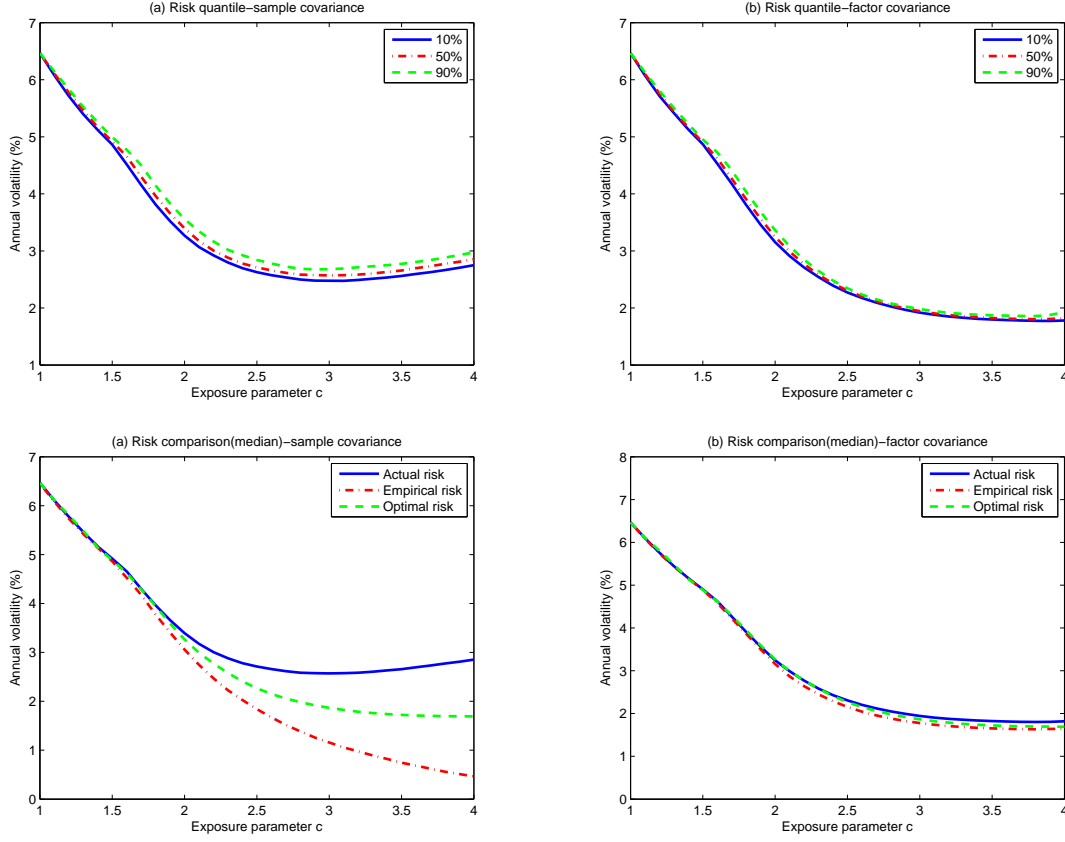 (a) Risk quantile−sample covariance
7
6
5
4
3
2
1
Annual volatility (%)
1 1.5 2 2.5 3 3.5 4
Exposure parameter c
10%
50%
90%
(b) Risk quantile−factor covariance
7
6
5
4
3
2
1
Annual volatility (%)
1 1.5 2 2.5 3 3.5 4
Exposure parameter c
10%
50%
90%
(a) Risk comparison(median)−sample covariance
7
6
5
4
3
2
1
0
Annual volatility (%)
1 1.5 2 2.5 3 3.5 4
Exposure parameter c
Actual risk
Empirical risk
Optimal risk
(b) Risk comparison(median)−factor covariance
8
7
6
5
4
3
2
1
0
Annual volatility (%)
1 1.5 2 2.5 3 3.5 4
Exposure parameter c
Actual risk
Empirical risk
Optimal risk